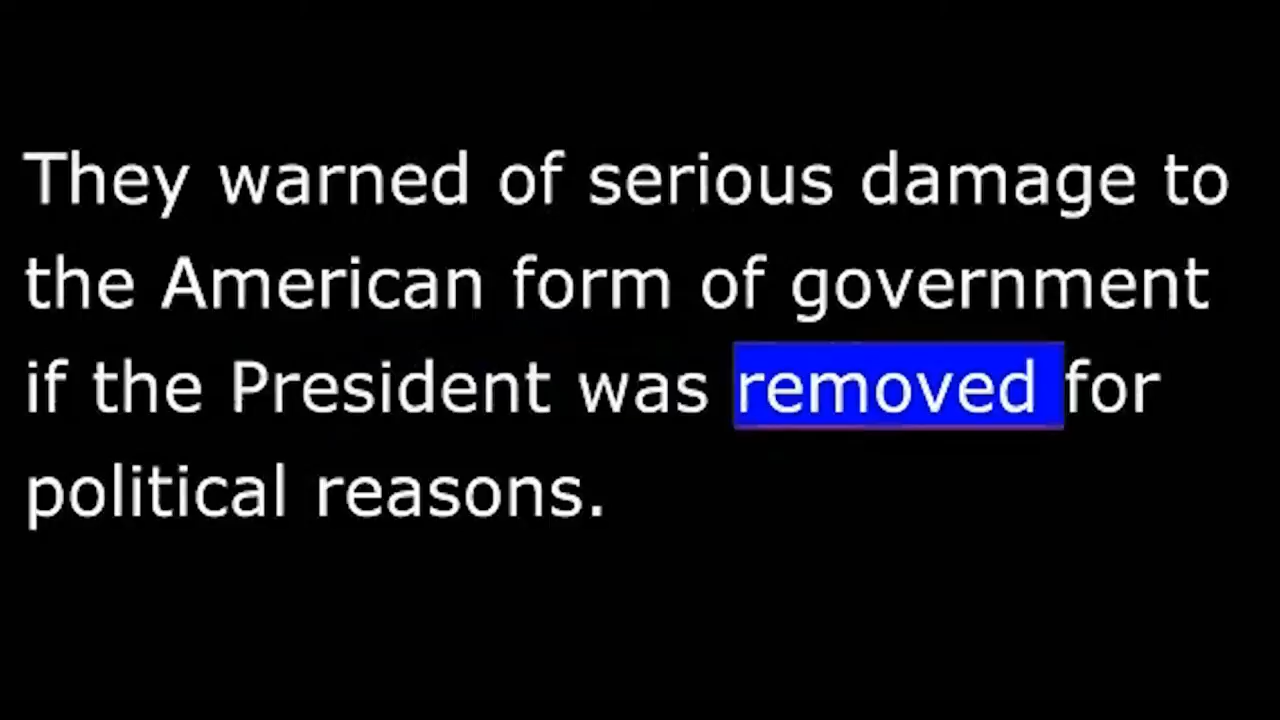 They warned of serious damage to
the American form of government
if the President was removed for
political reasons.